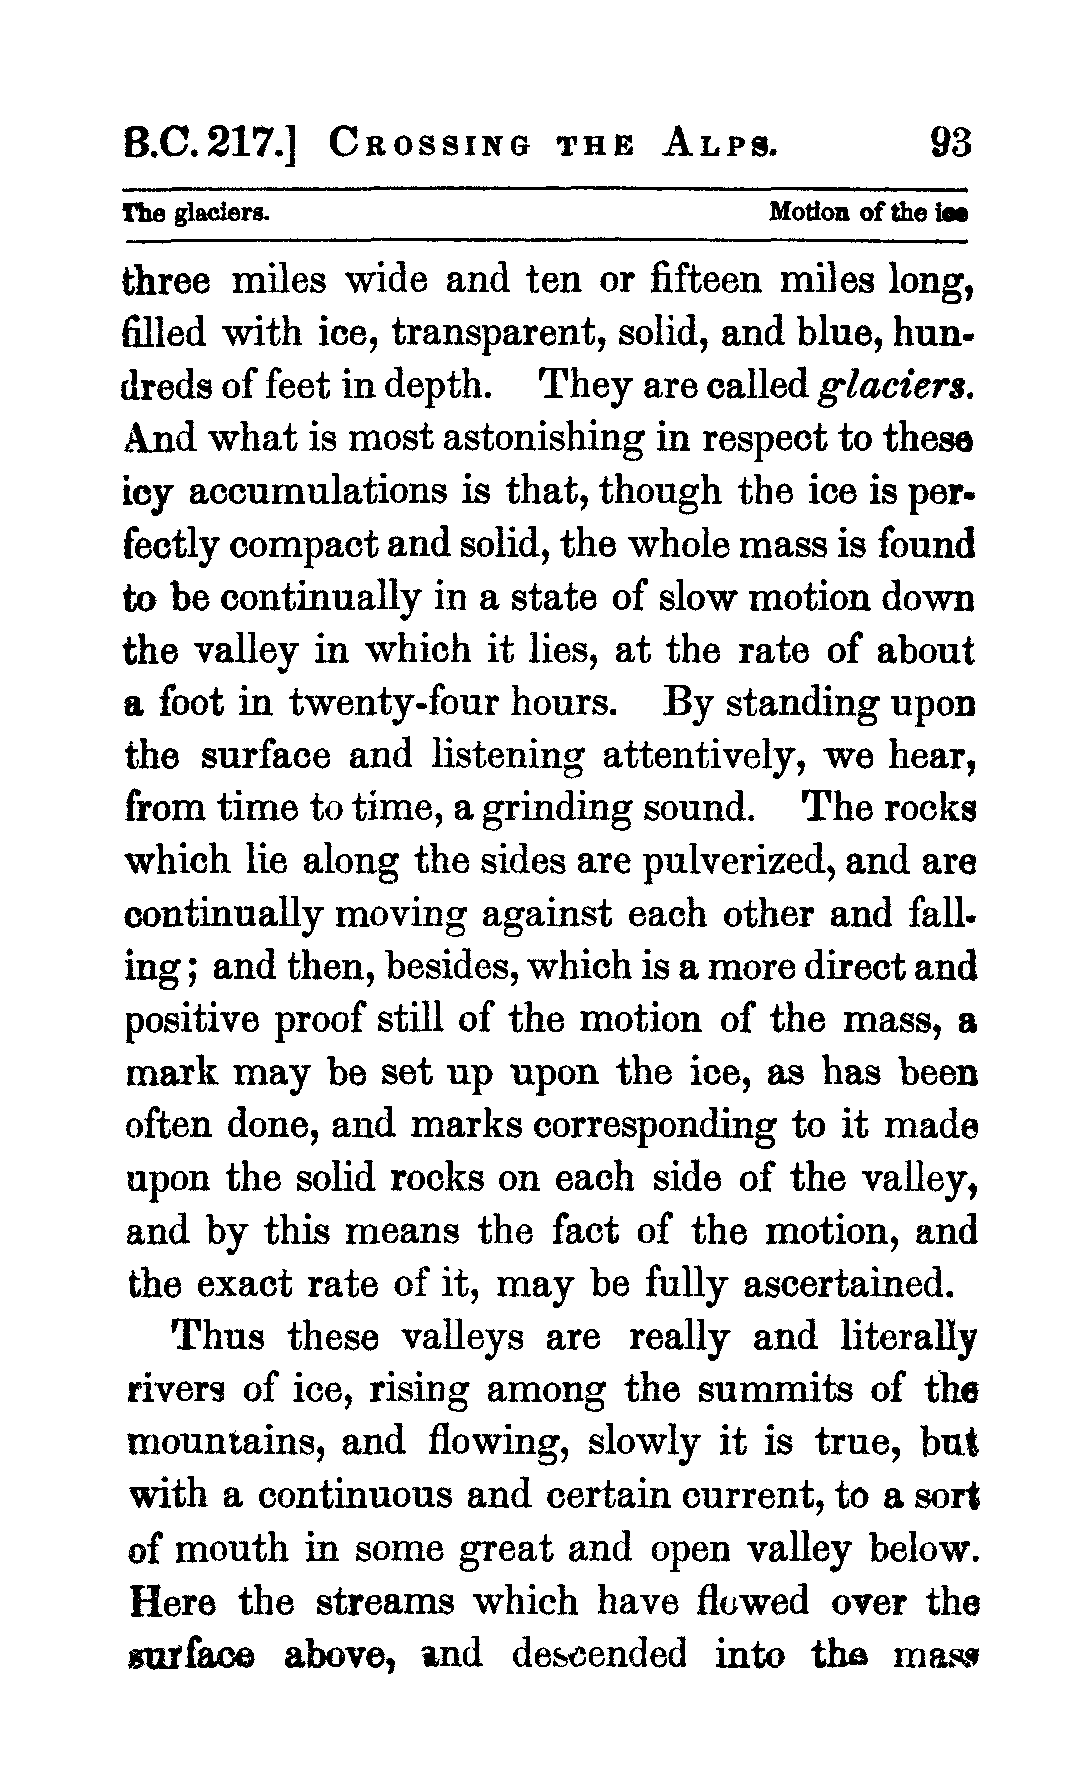 B.C. 217.] Crossing the Alps. 93
The glaciers. Motion of the ice
three miles wide and ten or fifteen miles long,
filled with ice, transparent, solid, and blue, hun-
dreds of feet in depth. They are called glaciers.
And what is most astonishing in respect to these
icy accumulations is that, though the ice is per-
fectly compact and solid, the whole mass is found
to be continually in a state of slow motion down
the valley in which it lies, at the rate of about
a foot in twenty-four hours. By standing upon
the surface and listening attentively, we hear,
from time to time, a grinding sound. The rocks
which lie along the sides are pulverized, and are
continually moving against each other and fall-
ing; and then, besides, which is a more direct and
positive proof still of the motion of the mass, a
mark may be set up upon the ice, as has been
often done, and marks corresponding to it made
upon the solid rocks on each side of the valley,
and by this means the fact of the motion, and
the exact rate of it, may be fully ascertained.
Thus these valleys are really and literally
rivers of ice, rising among the summits of the
mountains, and flowing, slowly it is true, but
with a continuous and certain current, to a sort
of mouth in some great and open valley below.
Here the streams which have flowed over the
surface above, and descended into the mass